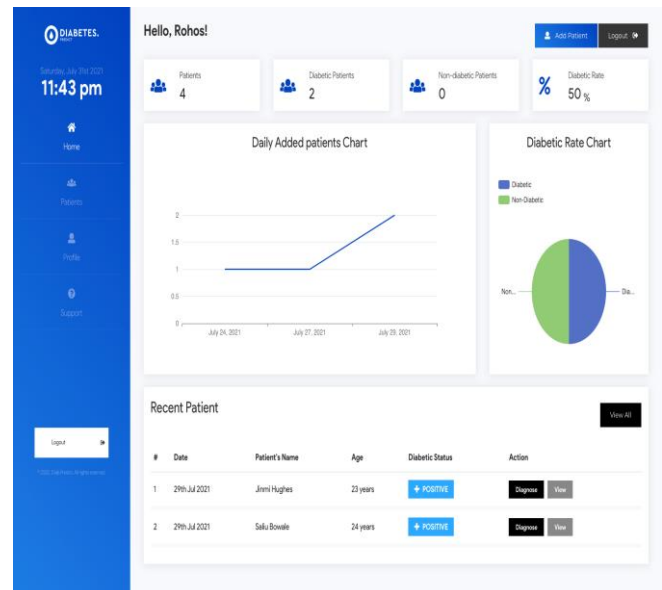 DIABETES.
PREDICT
Saturday, July 31st 2021
11:43 pm
Home
Patients
Profile
Support
Logout
Hello, Rohos!
Add Patient
Logout
Patients
4
Diabetic Patients
2
Non-diabetic Patients
0
Diabetic Rate
50 %
Daily Added patients Chart
2
1.5
1
0.5
0
July 24, 2021
July 27, 2021
July 29, 2021
Diabetic Rate Chart
Diabetic
Non-Diabetic
Non...
Dia...
Recent Patient
View All
# Date Patient's Name Age Diabetic Status Action
1 29th Jul 2021 Jinmi Hughes 23 years + POSITIVE Diagnose View
2 29th Jul 2021 Saliu Bowale 24 years + POSITIVE Diagnose View